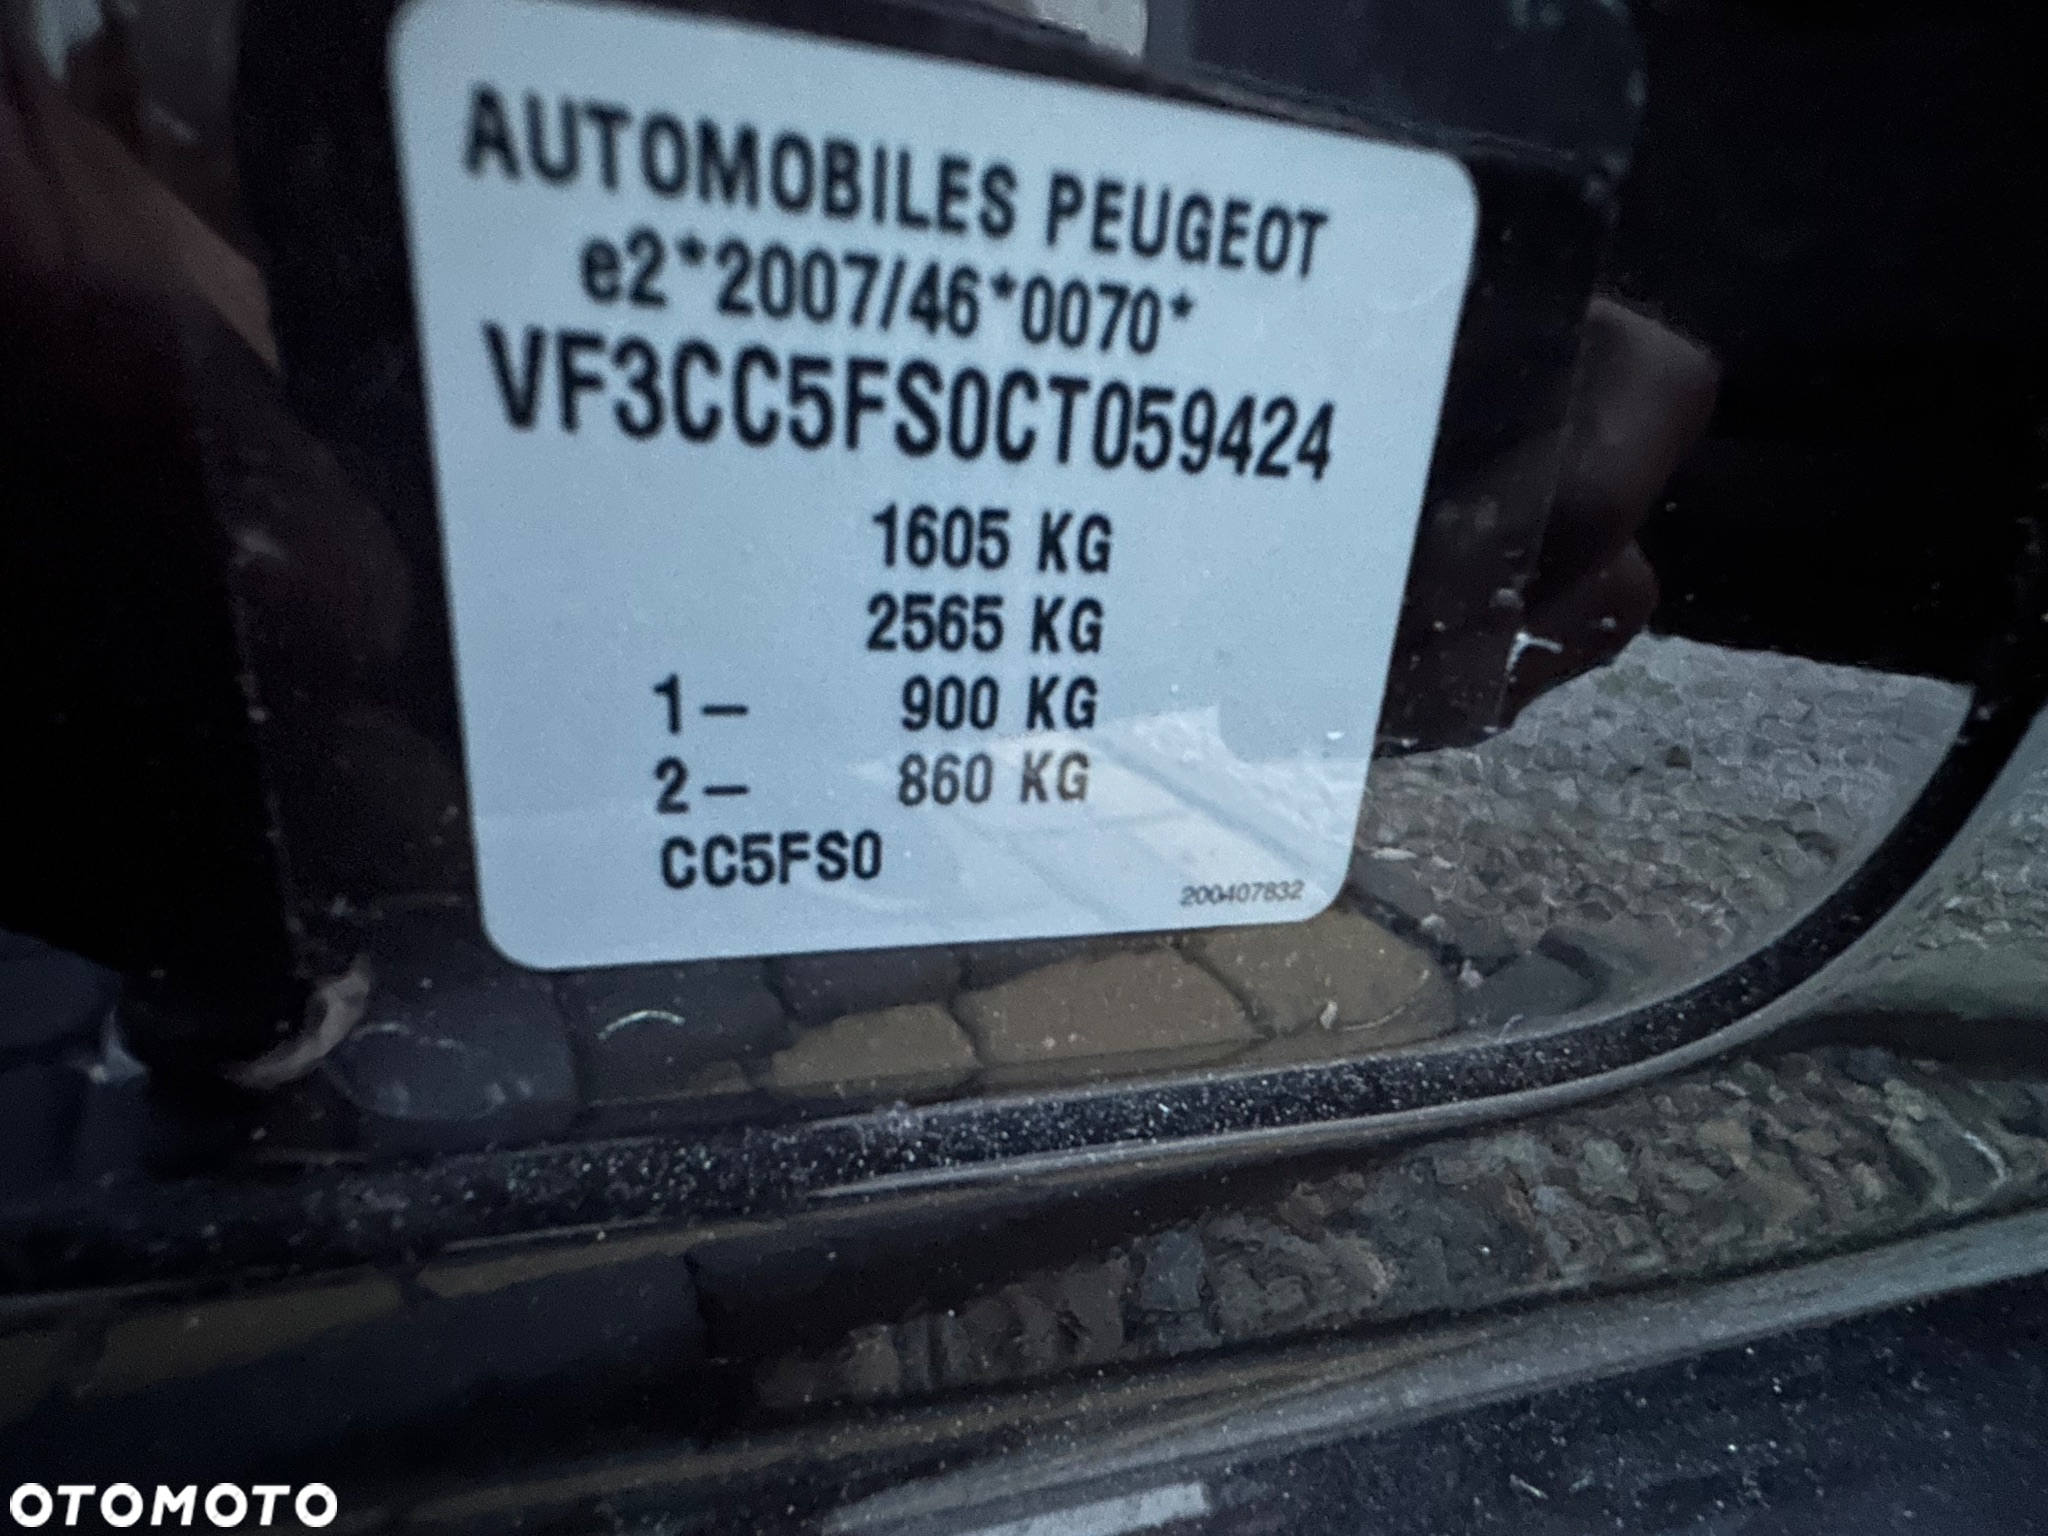 AUTOMOBILES PEUGEOT
e2*2007/46*0070*
VF3CC5FS0CT059424
1605 KG
2565 KG
1- 900 KG
2- 860 KG
CC5FS0
200407832
OTOMOTO